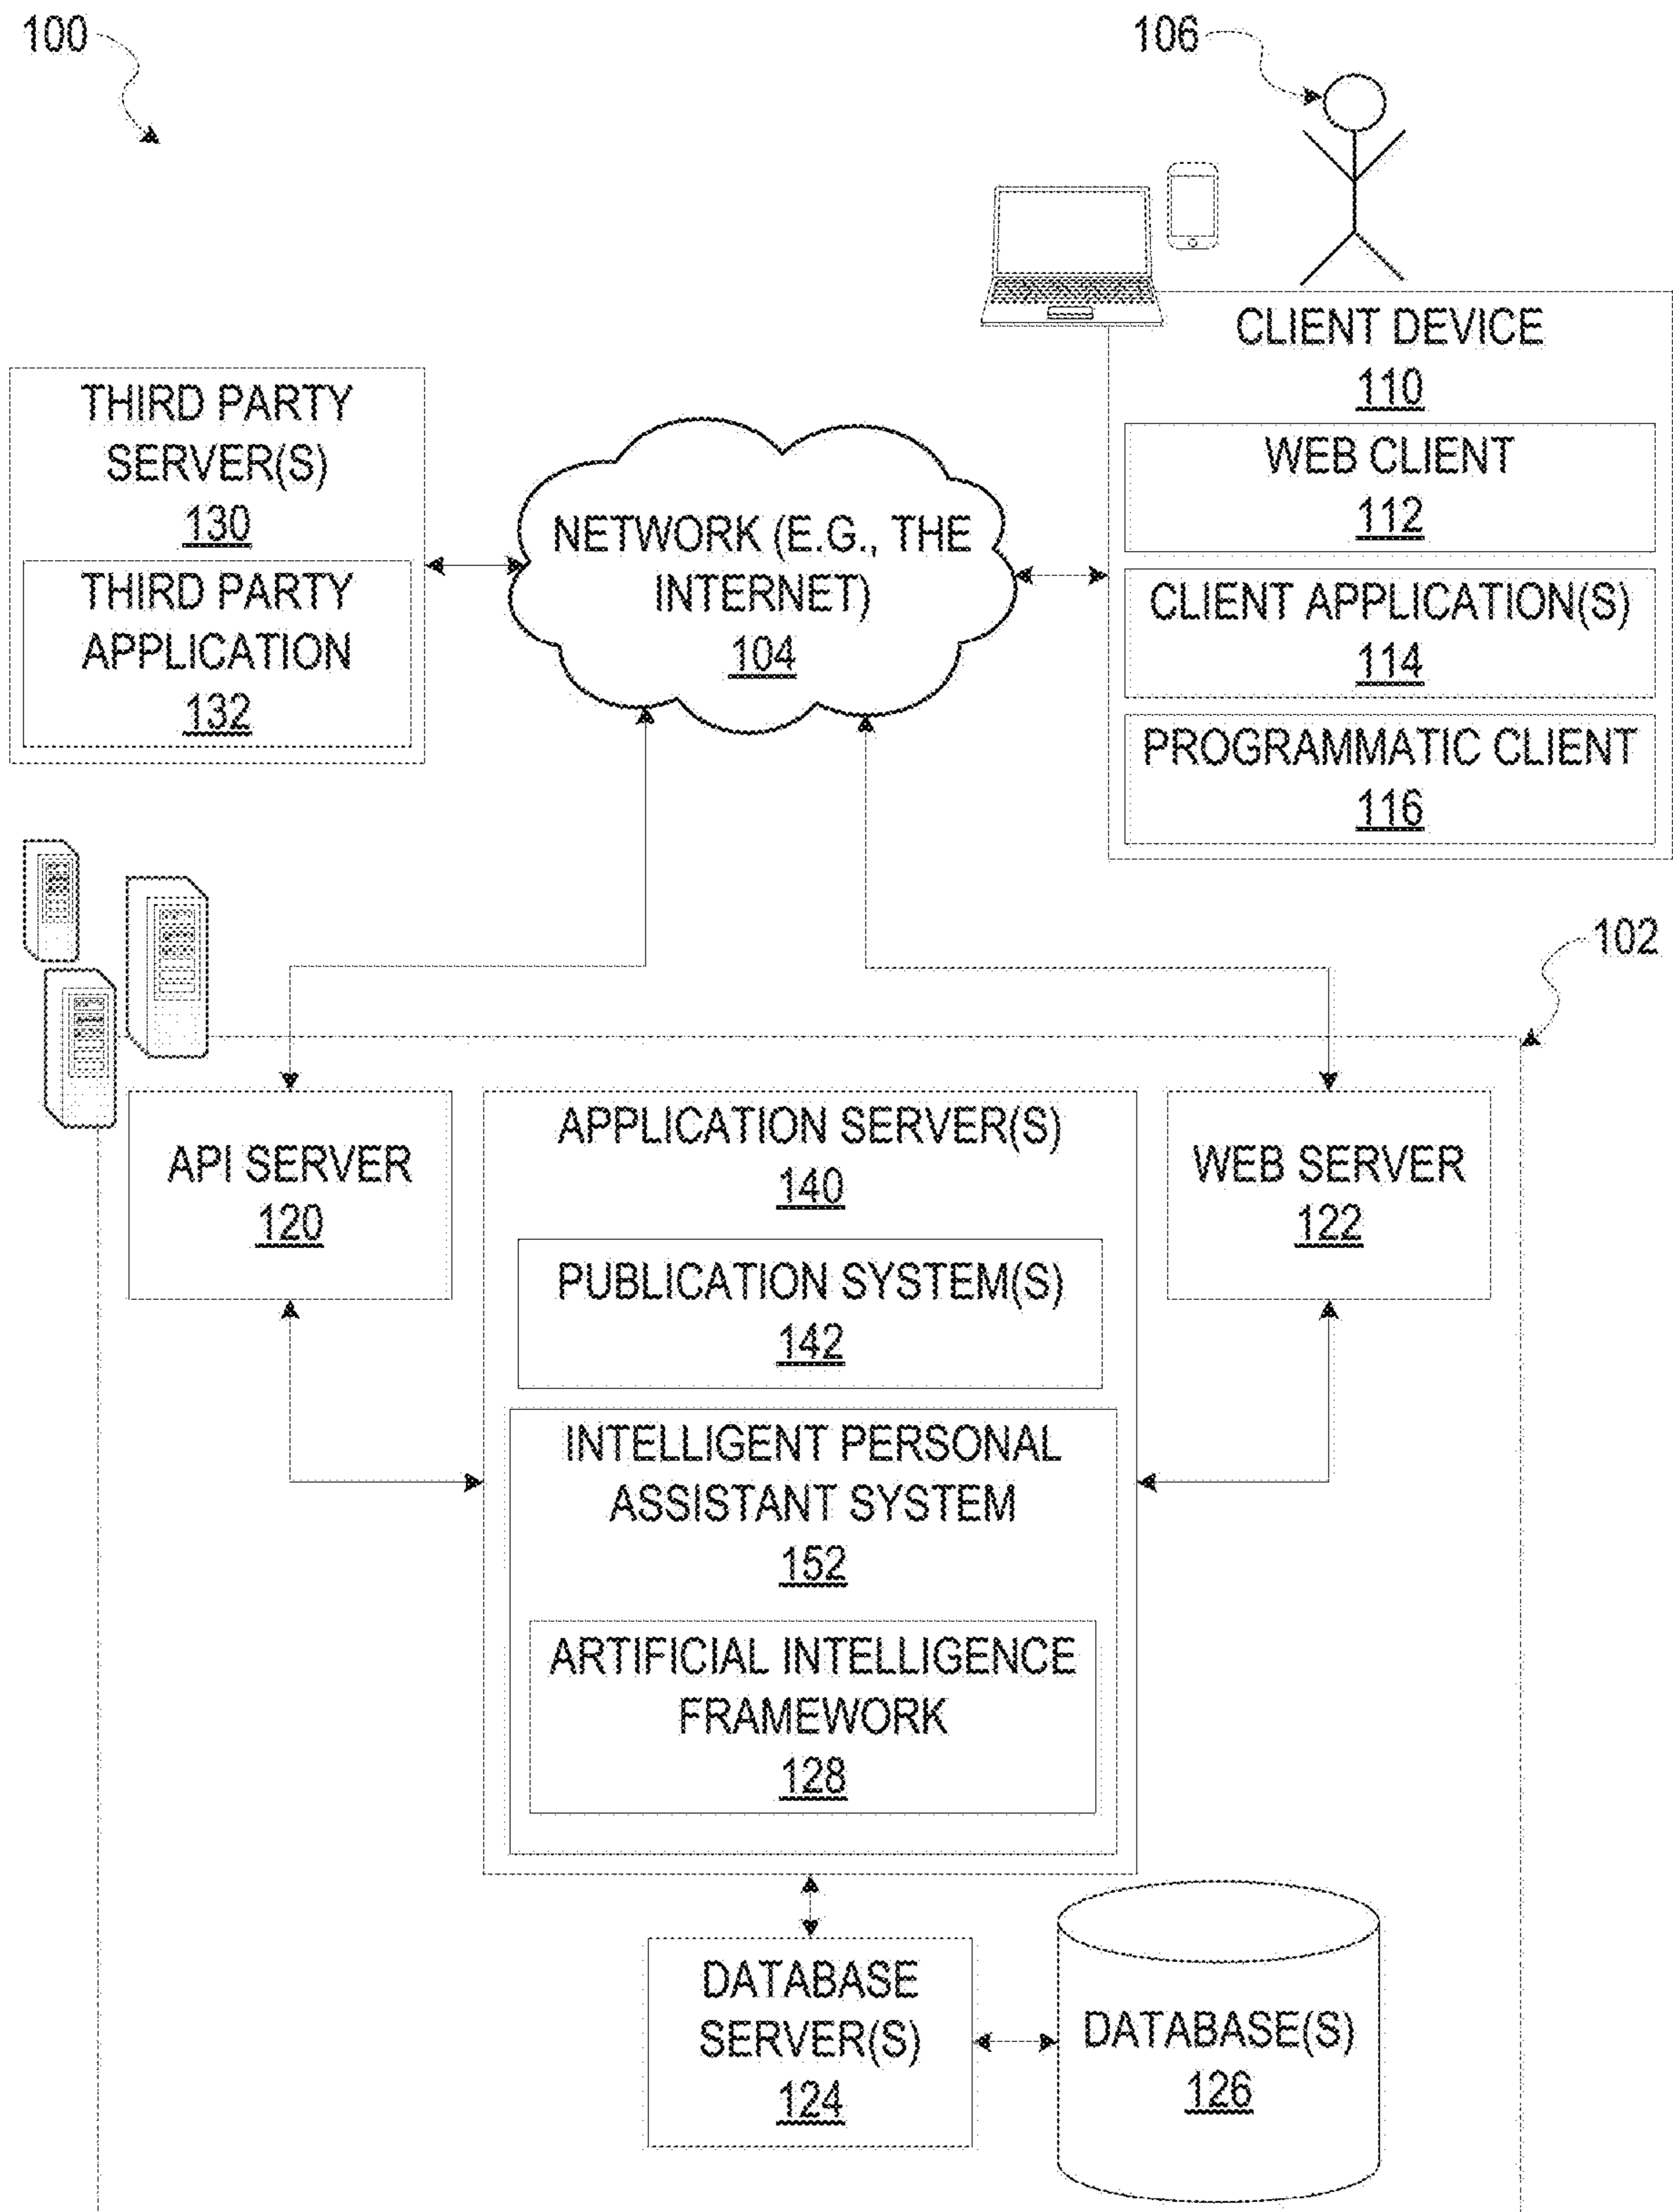 100
106
CLIENT DEVICE
110
WEB CLIENT
112
CLIENT APPLICATION(S)
114
PROGRAMMATIC CLIENT
116
THIRD PARTY
SERVER(S)
130
THIRD PARTY
APPLICATION
132
NETWORK (E.G., THE
INTERNET)
104
102
API SERVER
120
APPLICATION SERVER(S)
140
PUBLICATION SYSTEM(S)
142
INTELLIGENT PERSONAL
ASSISTANT SYSTEM
152
ARTIFICIAL INTELLIGENCE
FRAMEWORK
128
WEB SERVER
122
DATABASE
SERVER(S)
124
DATABASE(S)
126